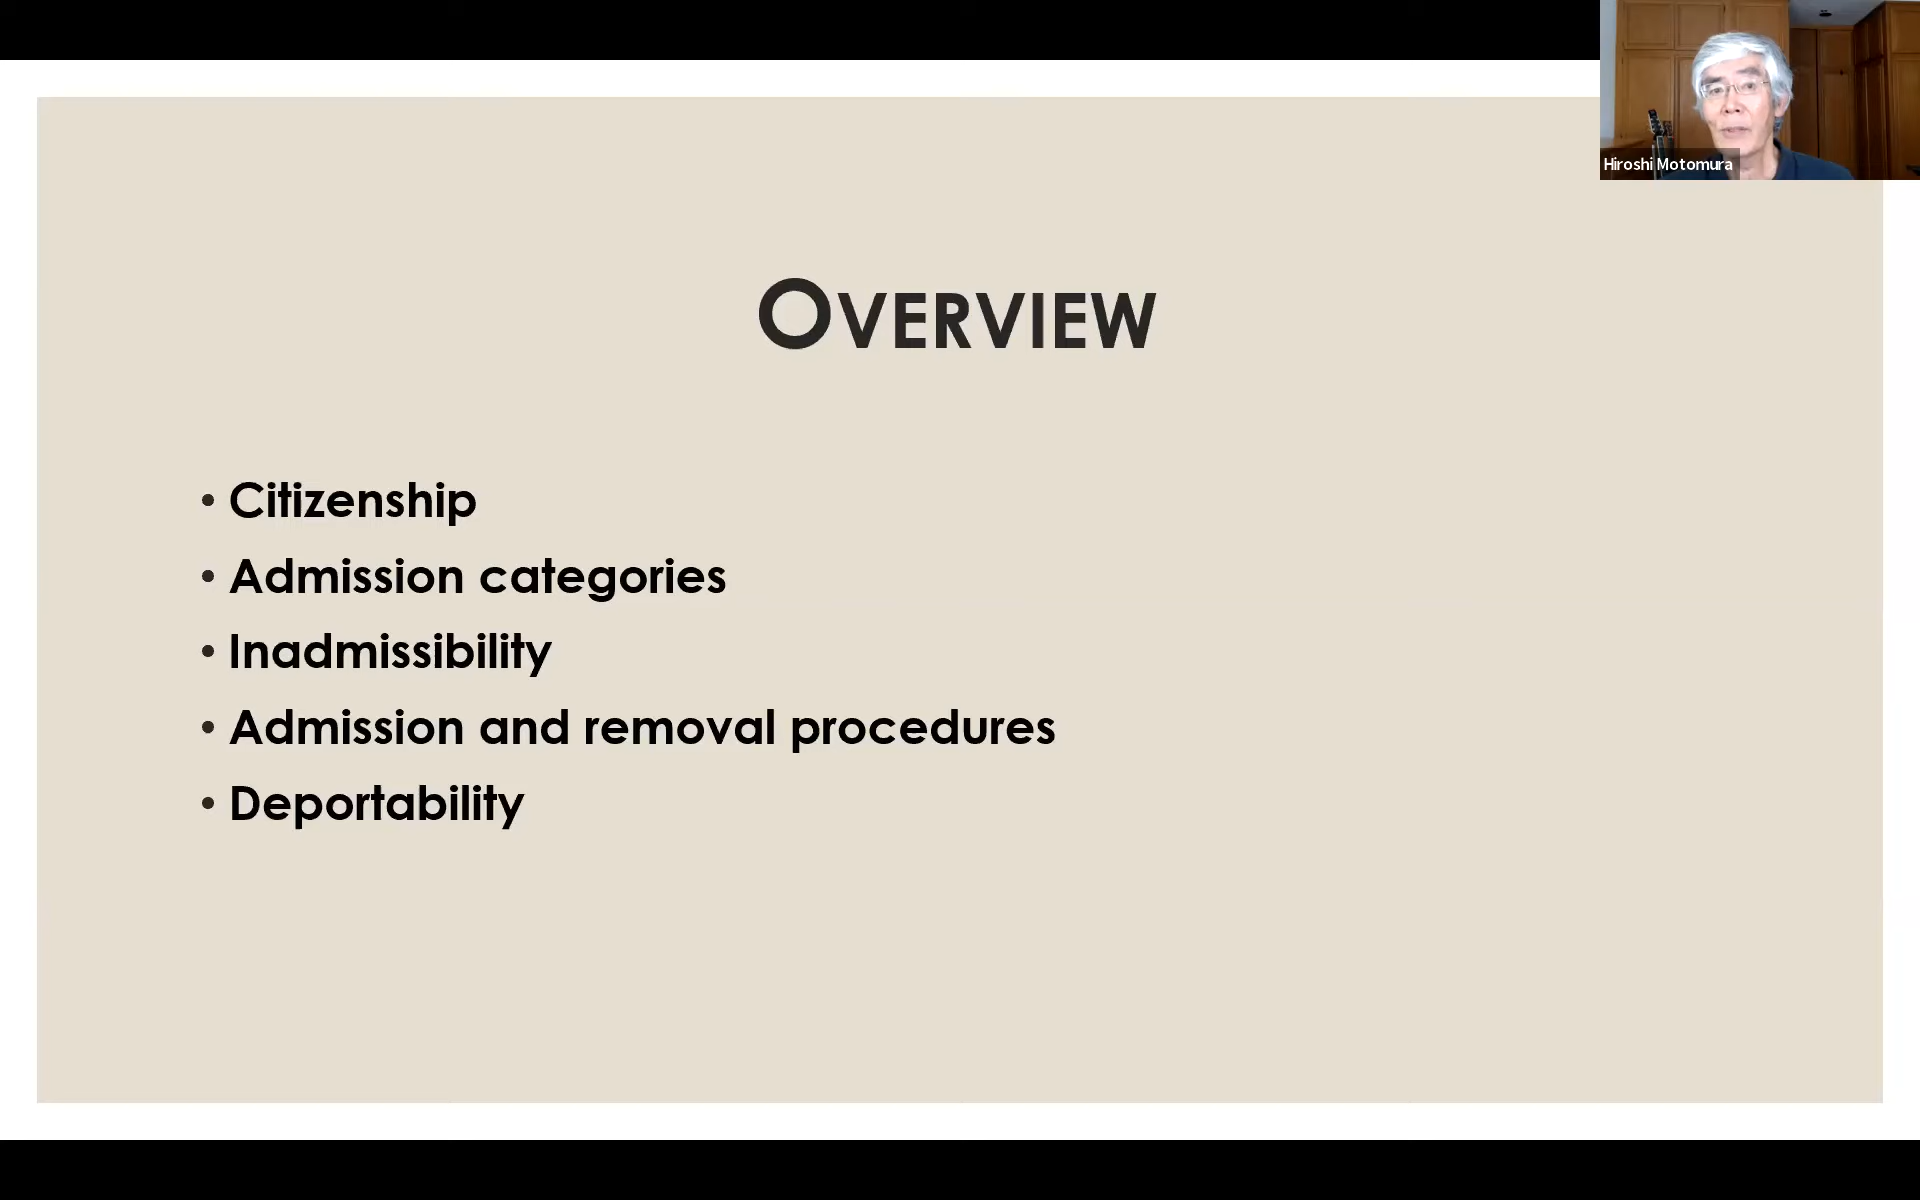 Hiroshi Motomura
OVERVIEW
• Citizenship
• Admission categories
• Inadmissibility
• Admission and removal procedures
• Deportability